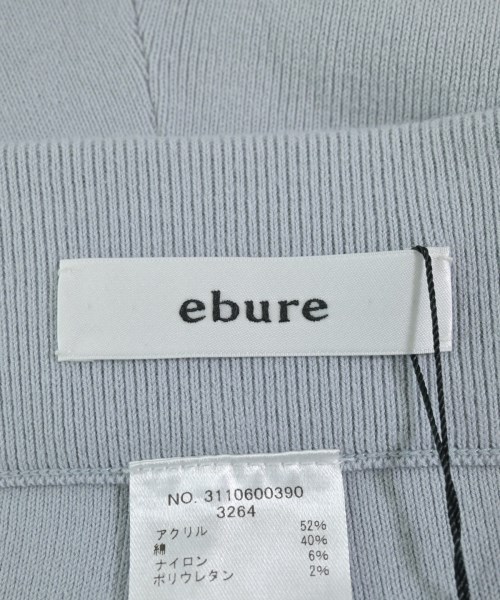 ebure
NO. 3110600390
3264
アクリル 52%
綿 40%
ナイロン 6%
ポリウレタン 2%